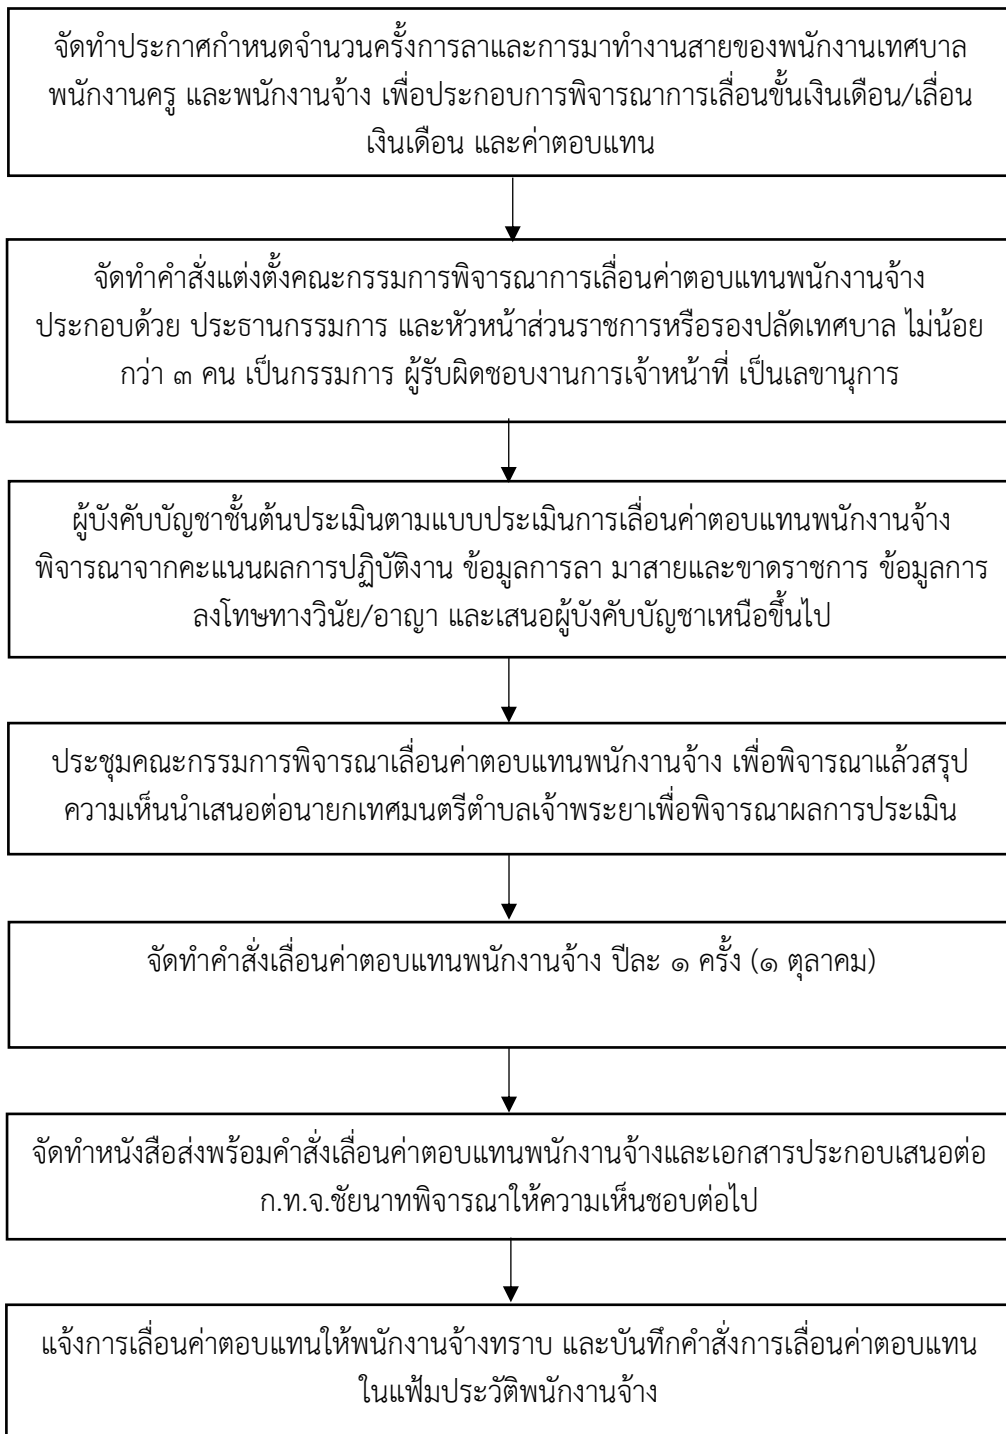 จัดทำประกาศกำหนดจำนวนครั้งการลาและการมาทำงานสายของพนักงานเทศบาล
พนักงานครู และพนักงานจ้าง เพื่อประกอบการพิจารณาการเลื่อนขั้นเงินเดือน/เลื่อน
เงินเดือน และค่าตอบแทน
จัดทำคำสั่งแต่งตั้งคณะกรรมการพิจารณาการเลื่อนค่าตอบแทนพนักงานจ้าง
ประกอบด้วย ประธานกรรมการ และหัวหน้าส่วนราชการหรือรองปลัดเทศบาล ไม่น้อย
กว่า ๓ คน เป็นกรรมการ ผู้รับผิดชอบงานการเจ้าหน้าที่ เป็นเลขานุการ
ผู้บังคับบัญชาชั้นต้นประเมินตามแบบประเมินการเลื่อนค่าตอบแทนพนักงานจ้าง
พิจารณาจากคะแนนผลการปฏิบัติงาน ข้อมูลการลา มาสายและขาดราชการ ข้อมูลการ
ลงโทษทางวินัย/อาญา และเสนอผู้บังคับบัญชาเหนือขึ้นไป
ประชุมคณะกรรมการพิจารณาเลื่อนค่าตอบแทนพนักงานจ้าง เพื่อพิจารณาแล้วสรุป
ความเห็นนำเสนอต่อนายกเทศมนตรีตำบลเจ้าพระยาเพื่อพิจารณาผลการประเมิน
จัดทำคำสั่งเลื่อนค่าตอบแทนพนักงานจ้าง ปีละ ๑ ครั้ง (๑ ตุลาคม)
จัดทำหนังสือส่งพร้อมคำสั่งเลื่อนค่าตอบแทนพนักงานจ้างและเอกสารประกอบเสนอต่อ
ก.ท.จ.ชัยนาทพิจารณาให้ความเห็นชอบต่อไป
แจ้งการเลื่อนค่าตอบแทนให้พนักงานจ้างทราบ และบันทึกคำสั่งการเลื่อนค่าตอบแทน
ในแฟ้มประวัติพนักงานจ้าง